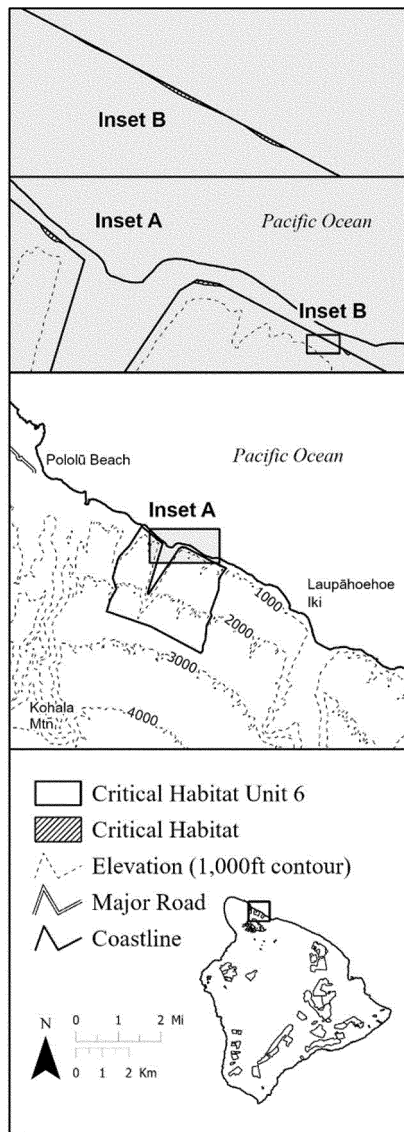 Inset B
Inset A
Pacific Ocean
Inset B
Pololū Beach
Pacific Ocean
Inset A
1000
Laupāhoehoe
Iki
2000
3000
Kohala
Mtn.
4000
Critical Habitat Unit 6
Critical Habitat
Elevation (1,000ft contour)
Major Road
Coastline
N
0 1 2 Mi
0 1 2 Km